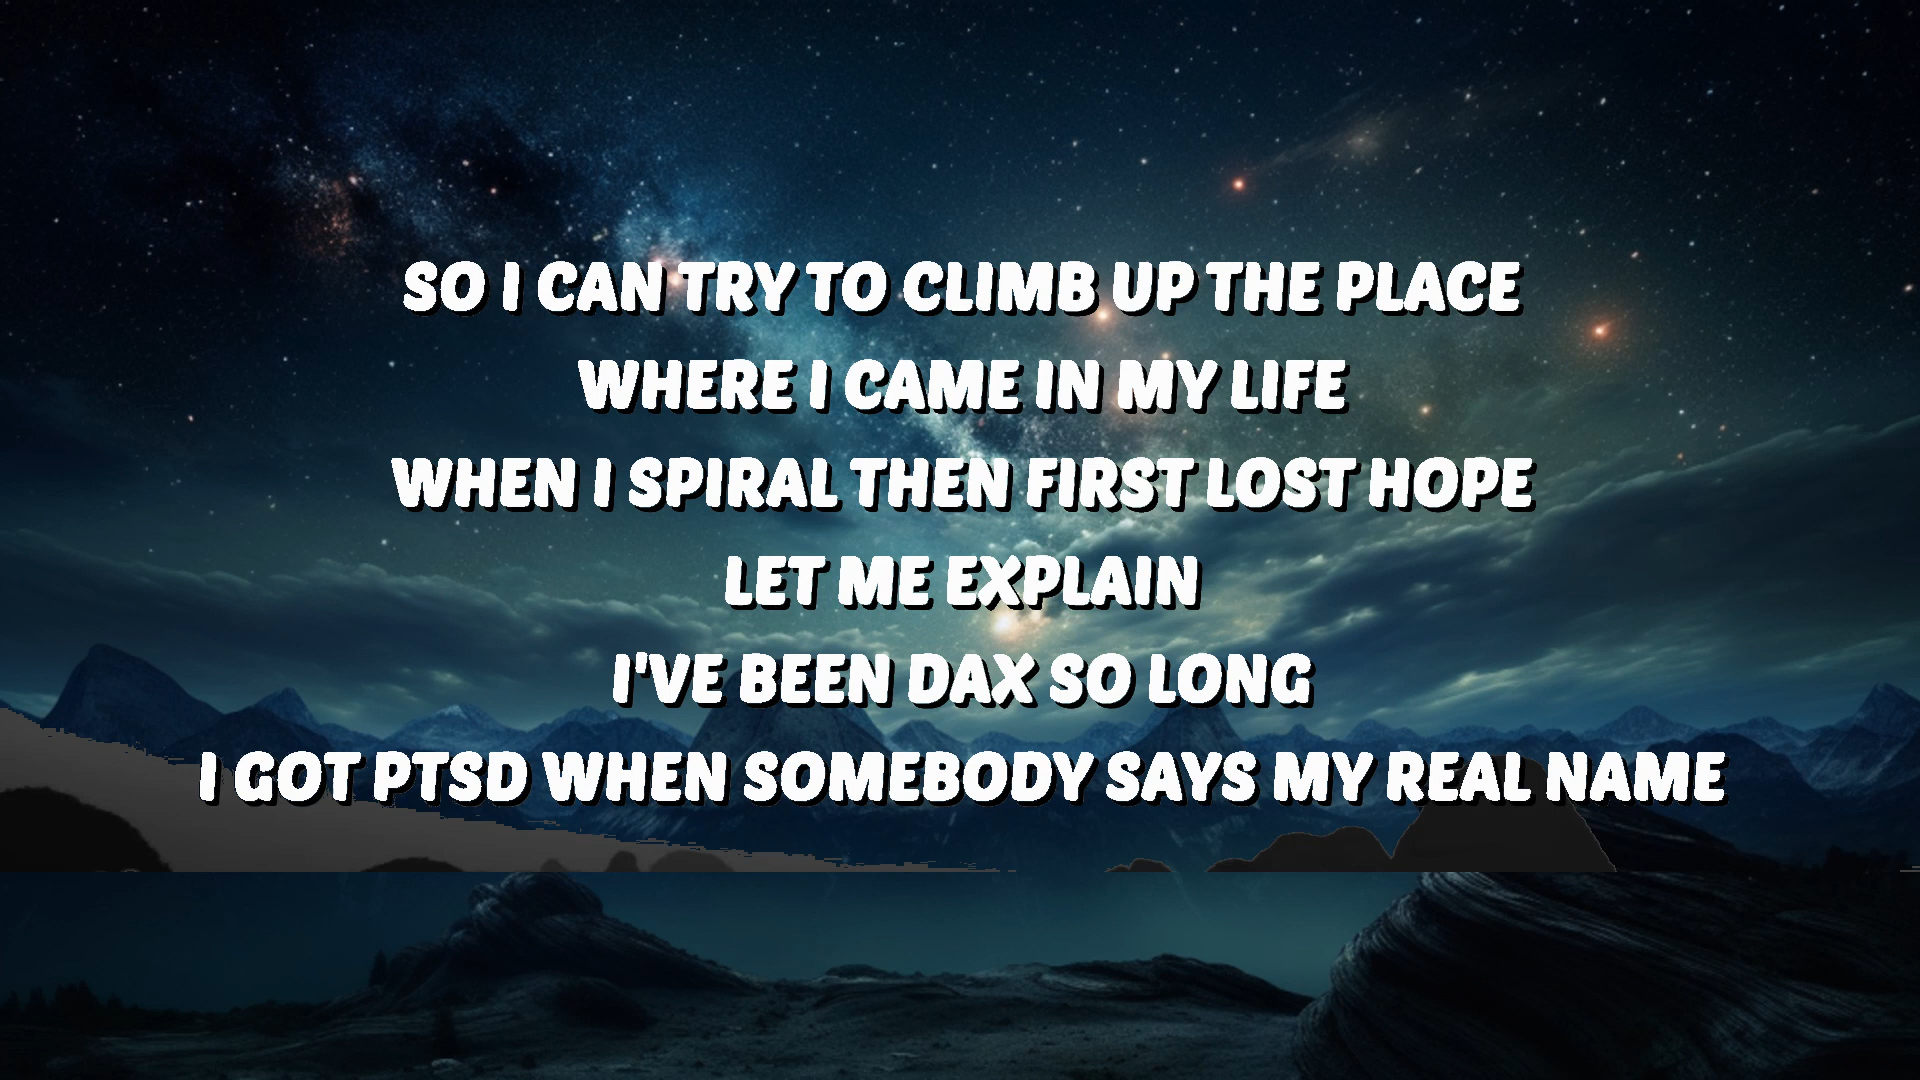 SO I CAN TRY TO CLIMB UP THE PLACE
WHERE I CAME IN MY LIFE
WHEN I SPIRAL THEN FIRST LOST HOPE
LET ME EXPLAIN
I'VE BEEN DAX SO LONG
I GOT PTSD WHEN SOMEBODY SAYS MY REAL NAME